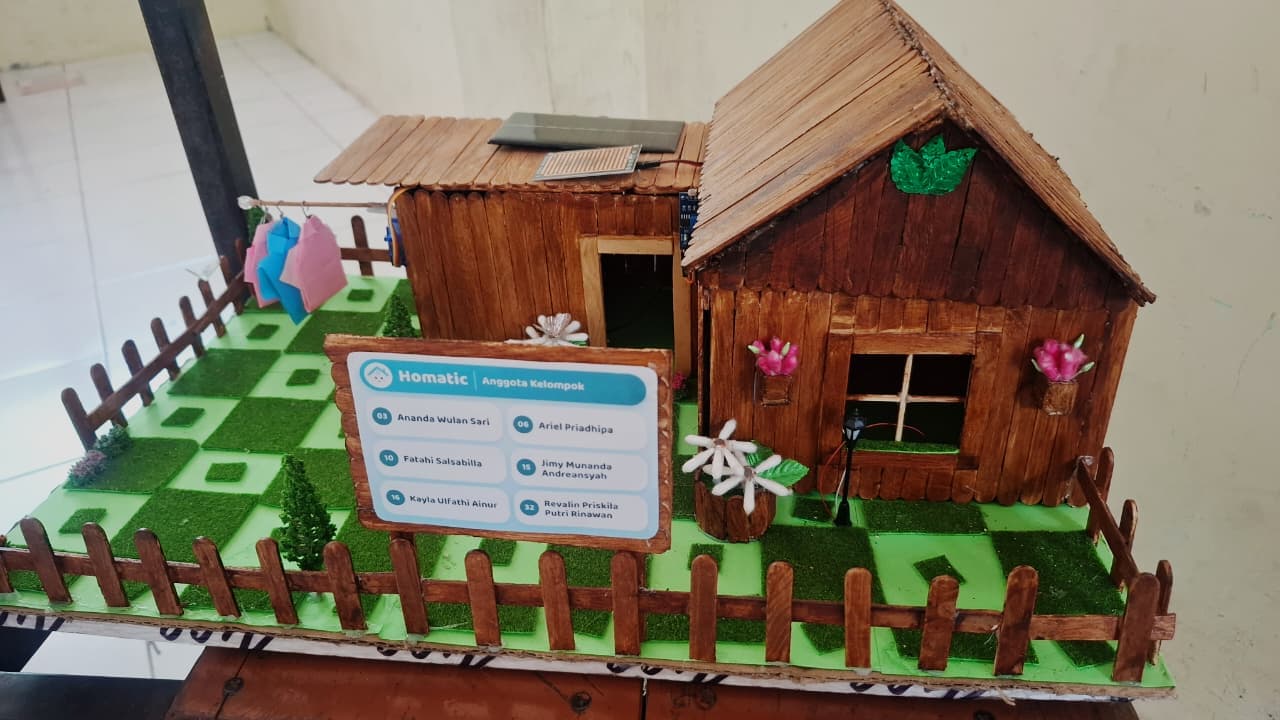 Homatic | Anggota Kelompok
03 Ananda Wulan Sari
06 Ariel Priadhipa
10 Fatahi Salsabilla
15 Jimy Munanda
Andreansyah
16 Kayla Ulfathi Ainur
32 Revalin Priskila
Putri Rinawan